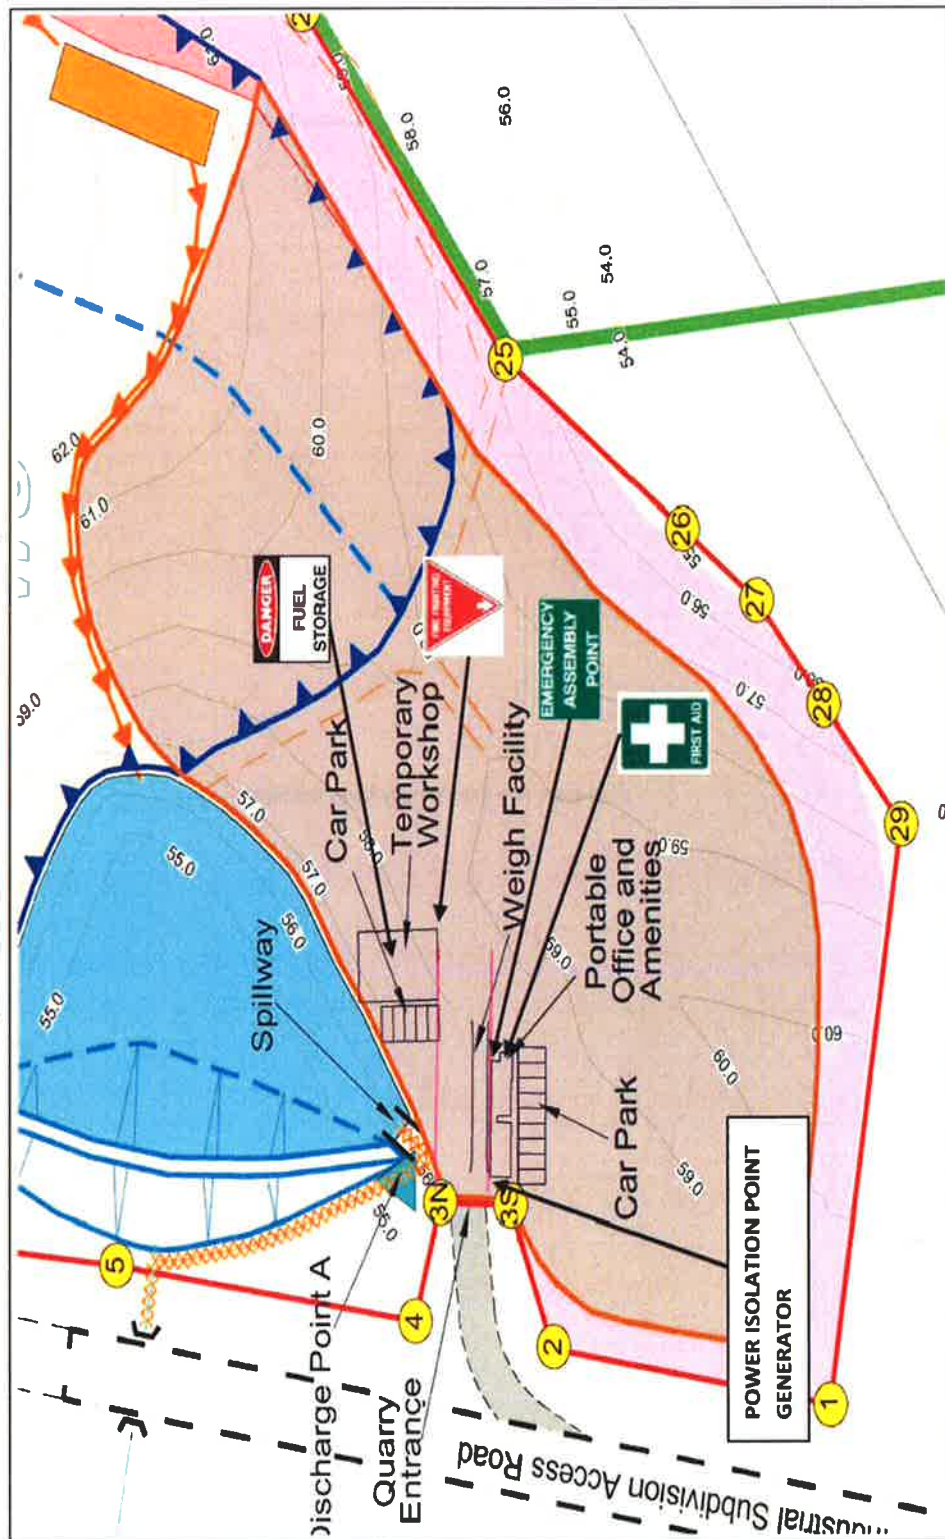 56.0
58.0
57.0
55.0
54.0
54.0
25
62.0
61.0
60.0
59.0
DANGER
FUEL
STORAGE
EMERGENCY
ASSEMBLY
POINT
FIRST AID
26
27
28
29
56.0
57.0
Car Park
Temporary
Workshop
Weigh Facility
Portable
Office and
Amenities
Car Park
Spillway
57.0
57.0
56.0
55.0
55.0
59.0
59.0
60.0
60.0
59.0
5
4
3N
3S
2
1
Discharge Point A
Quarry
Entrance
Industrial Subdivision Access
Road
POWER ISOLATION POINT
GENERATOR